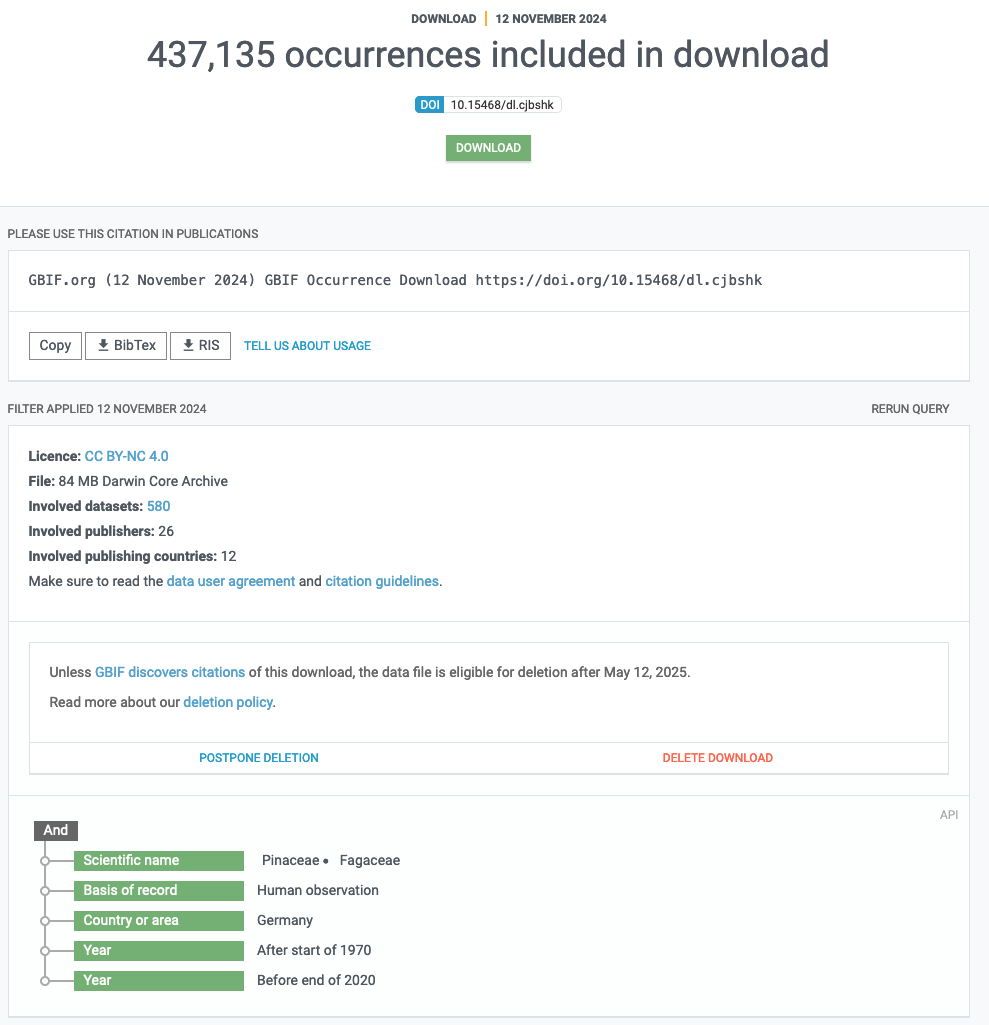 DOWNLOAD | 12 NOVEMBER 2024
437,135 occurrences included in download
DOI 10.15468/dl.cjbshk
DOWNLOAD
PLEASE USE THIS CITATION IN PUBLICATIONS
GBIF.org (12 November 2024) GBIF Occurrence Download https://doi.org/10.15468/dl.cjbshk
Copy BibTex RIS TELL US ABOUT USAGE
FILTER APPLIED 12 NOVEMBER 2024 RERUN QUERY
Licence: CC BY-NC 4.0
File: 84 MB Darwin Core Archive
Involved datasets: 580
Involved publishers: 26
Involved publishing countries: 12
Make sure to read the data user agreement and citation guidelines.
Unless GBIF discovers citations of this download, the data file is eligible for deletion after May 12, 2025.
Read more about our deletion policy.
POSTPONE DELETION DELETE DOWNLOAD
API
And
Scientific name Pinaceae • Fagaceae
Basis of record Human observation
Country or area Germany
Year After start of 1970
Year Before end of 2020